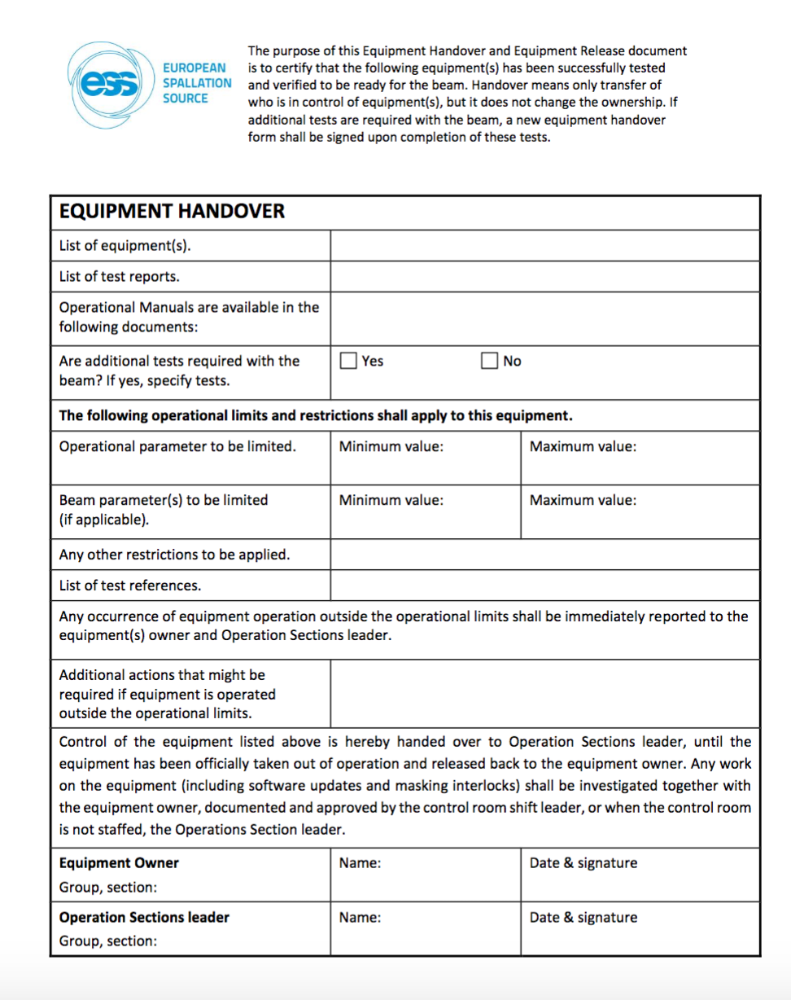 ess
EUROPEAN
SPALLATION
SOURCE
The purpose of this Equipment Handover and Equipment Release document
is to certify that the following equipment(s) has been successfully tested
and verified to be ready for the beam. Handover means only transfer of
who is in control of equipment(s), but it does not change the ownership. If
additional tests are required with the beam, a new equipment handover
form shall be signed upon completion of these tests.
EQUIPMENT HANDOVER
List of equipment(s).
List of test reports.
Operational Manuals are available in the
following documents:
Are additional tests required with the
beam? If yes, specify tests.
Yes
No
The following operational limits and restrictions shall apply to this equipment.
Operational parameter to be limited.
Minimum value:
Maximum value:
Beam parameter(s) to be limited
(if applicable).
Minimum value:
Maximum value:
Any other restrictions to be applied.
List of test references.
Any occurrence of equipment operation outside the operational limits shall be immediately reported to the
equipment(s) owner and Operation Sections leader.
Additional actions that might be
required if equipment is operated
outside the operational limits.
Control of the equipment listed above is hereby handed over to Operation Sections leader, until the
equipment has been officially taken out of operation and released back to the equipment owner. Any work
on the equipment (including software updates and masking interlocks) shall be investigated together with
the equipment owner, documented and approved by the control room shift leader, or when the control room
is not staffed, the Operations Section leader.
Equipment Owner
Group, section:
Name:
Date & signature
Operation Sections leader
Group, section:
Name:
Date & signature